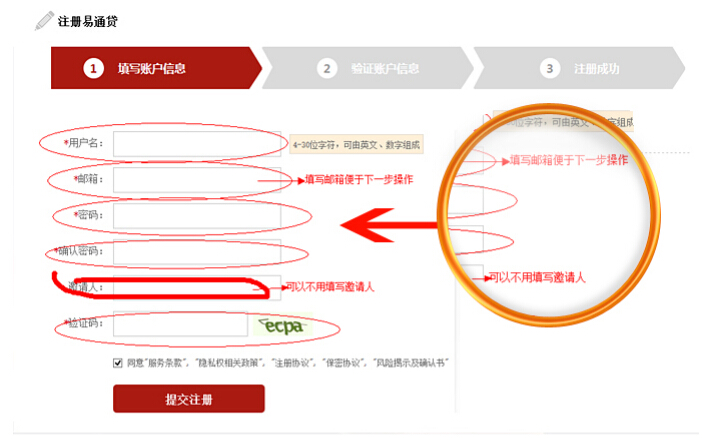 注册易通贷
1 填写账户信息
2 验证账户信息
3 注册成功
*用户名：
4-30位字符，可由英文、数字组成
*邮箱：
填写邮箱便于下一步操作
*密码：
*确认密码：
邀请人：
可以不用填写邀请人
*验证码：
ecpa
同意"服务条款"，"隐私权相关政策"，"注册协议"，"保密协议"，"风险揭示及确认书"
提交注册
位字符，可由英文、数字组成
填写邮箱便于下一步操作
可以不用填写邀请人